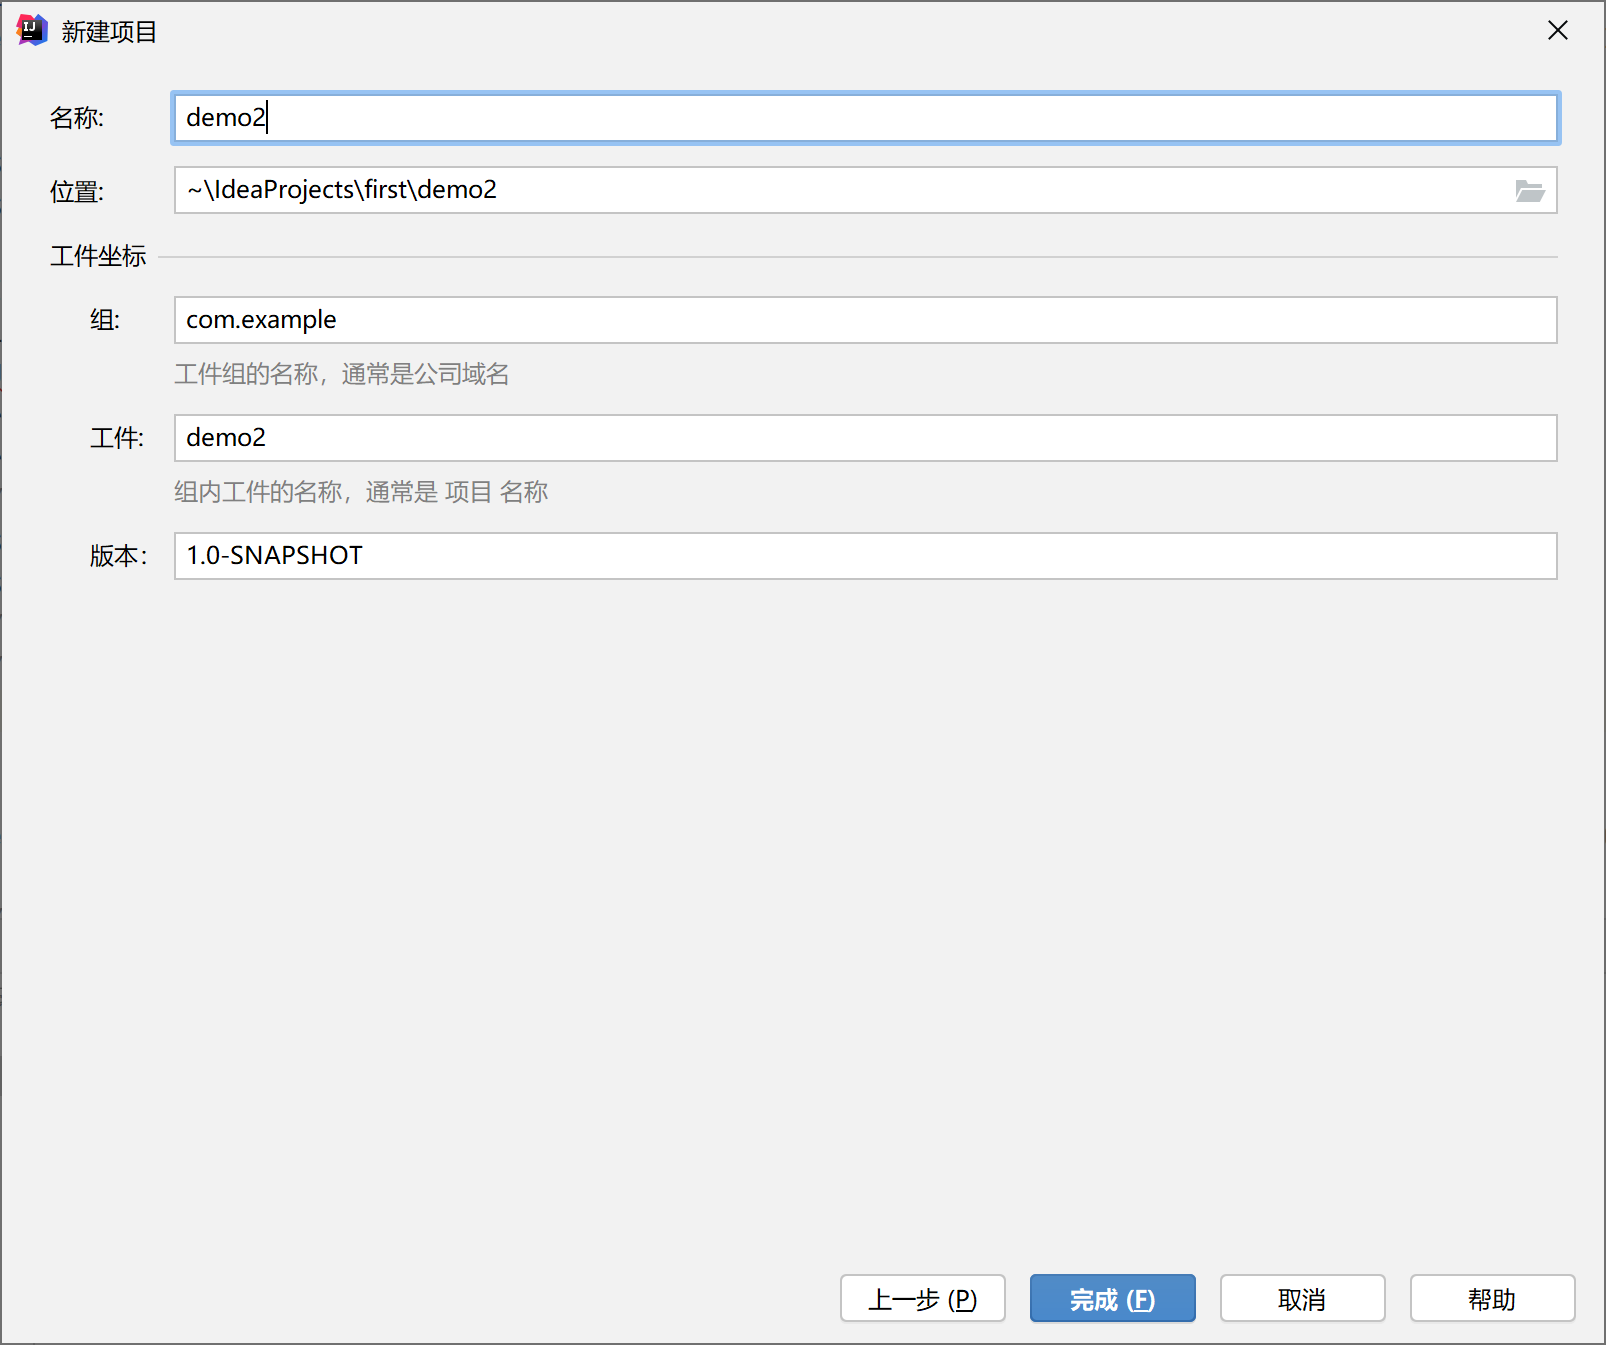 新建项目
名称: demo2
位置: ~\IdeaProjects\first\demo2
工件坐标
组: com.example
工件组的名称，通常是公司域名
工件: demo2
组内工件的名称，通常是 项目 名称
版本: 1.0-SNAPSHOT
上一步 (P) 完成 (F) 取消 帮助